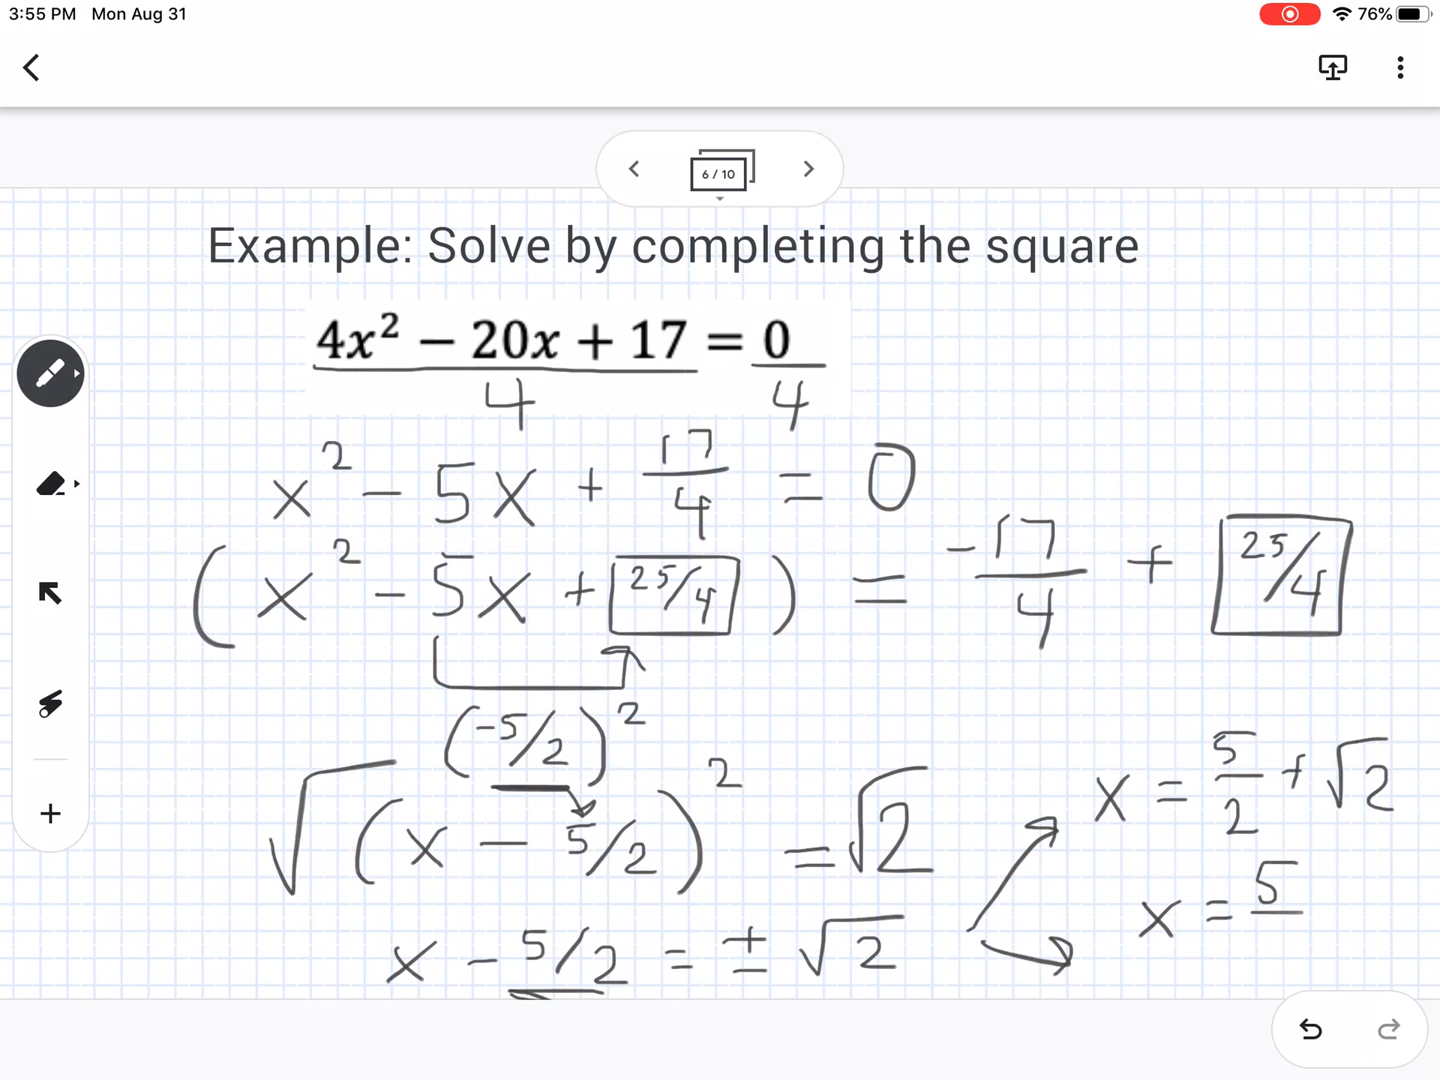 3:55 PM Mon Aug 31 76%
6 / 10
Example: Solve by completing the square
4x² − 20x + 17 = 0
4 4
x² − 5x + 17/4 = 0
(x² − 5x + 25/4) = −17/4 + 25/4
(−5/2)²
√(x − 5/2)² = √2
x − 5/2 = ± √2
x = 5/2 + √2
x = 5